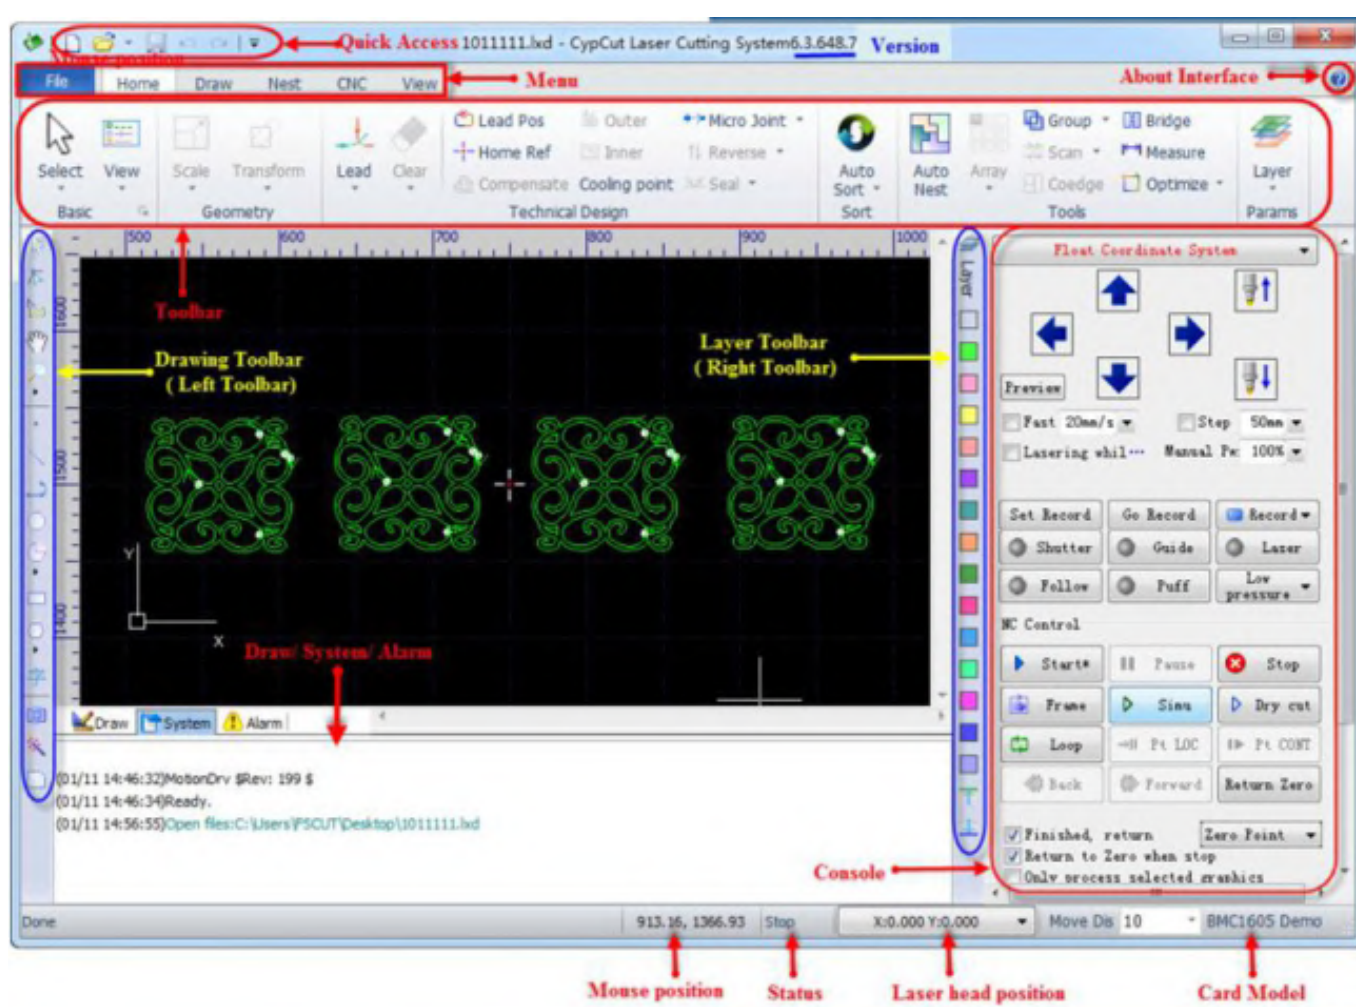 Quick Access 1011111.lxd - CypCut Laser Cutting System6.3.648.7 Version
Mouse position
File Home Draw Nest CNC View Menu About Interface
Lead Pos Outer Micro Joint Group Bridge
Home Ref Inner Reverse Scan Measure
Select View Scale Transform Lead Clear Auto Sort Auto Nest Array Layer
Compensate Cooling point Seal Coedge Optimize
Basic Geometry Technical Design Sort Tools Params
500 600 700 800 900 1000
Float Coordinate System
Layer
1600
1500
1400
Toolbar
Drawing Toolbar
( Left Toolbar)
Layer Toolbar
( Right Toolbar)
Preview
Fast 20mm/s Step 50mm
Lasering whil··· Manual Pw: 100%
Set Record Go Record Record
Shutter Guide Laser
Follow Puff Low pressure
NC Control
Y
X
Draw/ System/ Alarm
Start* Pause Stop
Frame Simu Dry cut
Loop Pt LOC Pt CONT
Back Forward Return Zero
Draw System Alarm
(01/11 14:46:32)MotionDrv $Rev: 199 $
(01/11 14:46:34)Ready.
(01/11 14:56:55)Open files:C:\Users\FSCUT\Desktop\1011111.lxd
Finished, return Zero Point
Return to Zero when stop
Only process selected graphics
Console
Done 913.16, 1366.93 Stop X:0.000 Y:0.000 Move Dis 10 BMC1605 Demo
Mouse position Status Laser head position Card Model